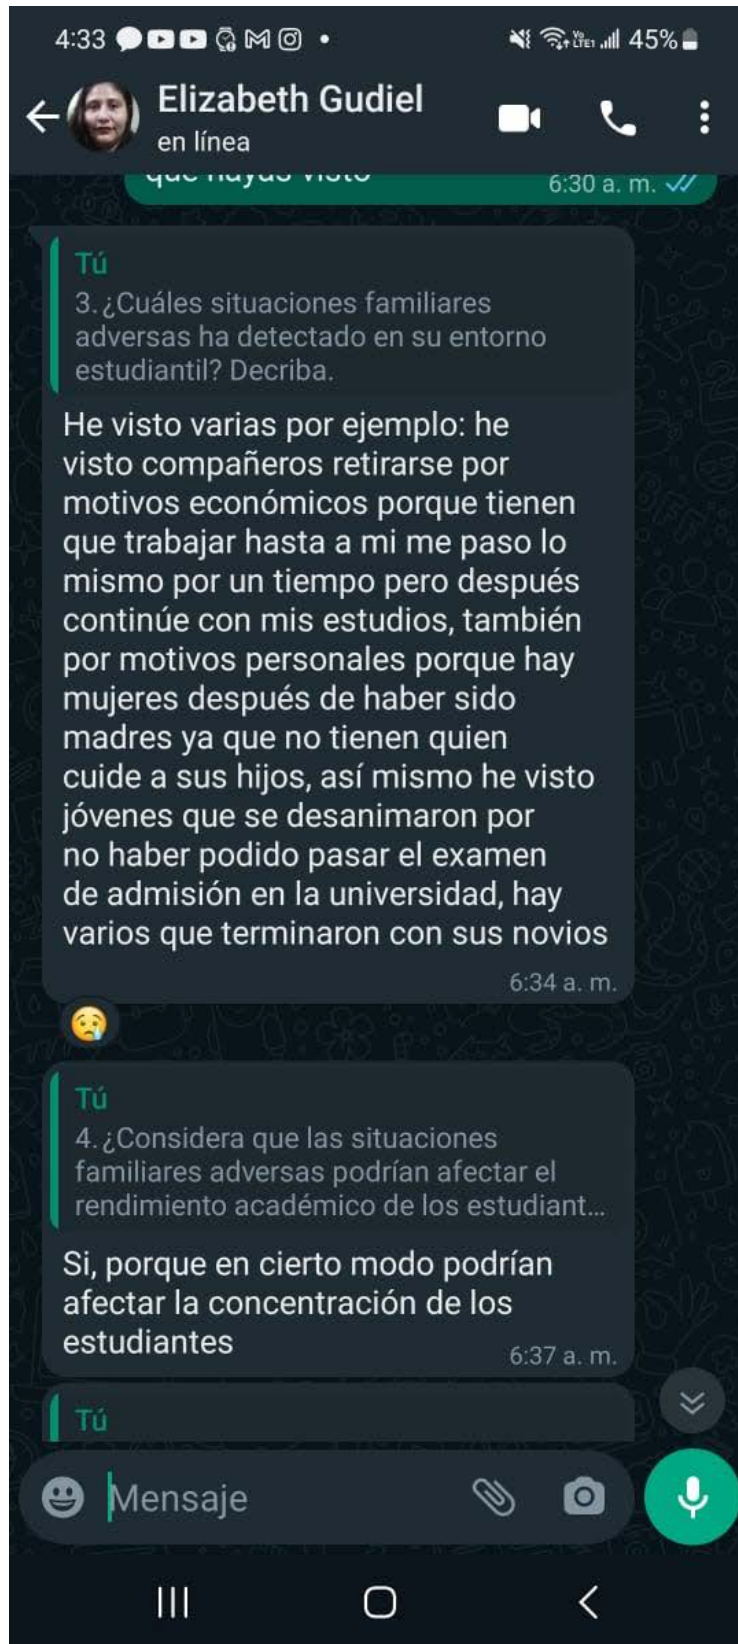 4:33
VoLTE1 45%
Elizabeth Gudiel
en línea
que hayas visto
6:30 a. m.
Tú
3.¿Cuáles situaciones familiares
adversas ha detectado en su entorno
estudiantil? Decriba.
He visto varias por ejemplo: he
visto compañeros retirarse por
motivos económicos porque tienen
que trabajar hasta a mi me paso lo
mismo por un tiempo pero después
continúe con mis estudios, también
por motivos personales porque hay
mujeres después de haber sido
madres ya que no tienen quien
cuide a sus hijos, así mismo he visto
jóvenes que se desanimaron por
no haber podido pasar el examen
de admisión en la universidad, hay
varios que terminaron con sus novios
6:34 a. m.
Tú
4.¿Considera que las situaciones
familiares adversas podrían afectar el
rendimiento académico de los estudiant...
Si, porque en cierto modo podrían
afectar la concentración de los
estudiantes
6:37 a. m.
Tú
Mensaje